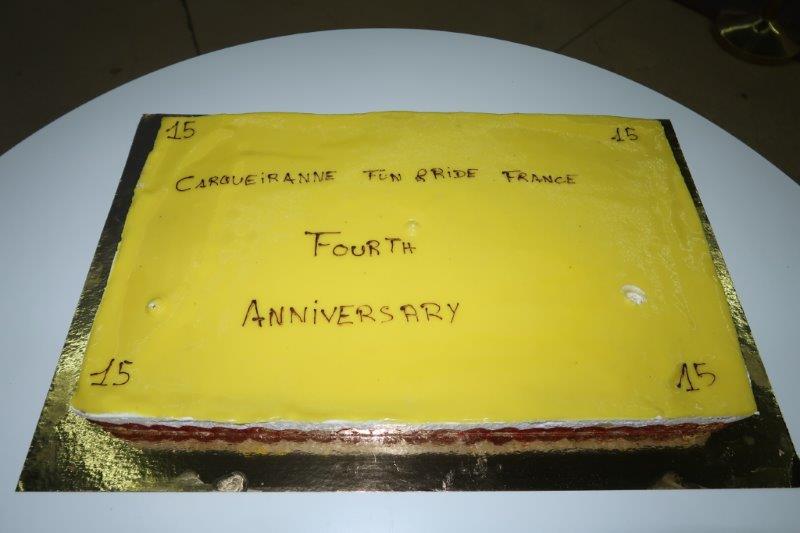 15 15
CARQUEIRANNE FUN & RIDE FRANCE
FOURTH
ANNIVERSARY
15 15